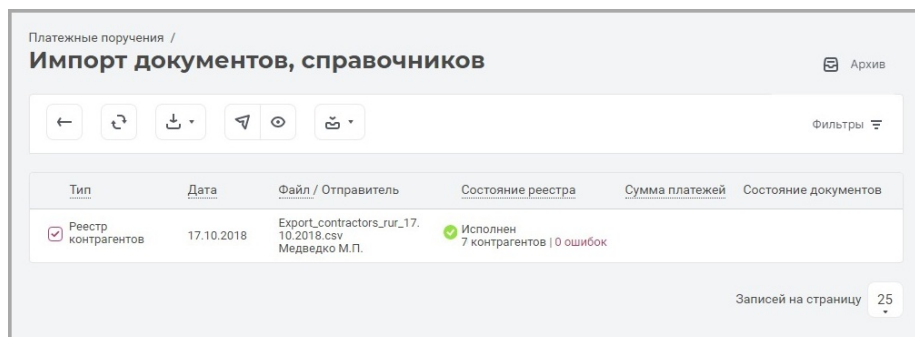 Платежные поручения /
Импорт документов, справочников
Архив
Фильтры
Тип Дата Файл / Отправитель Состояние реестра Сумма платежей Состояние документов
Реестр
контрагентов
17.10.2018
Export_contractors_rur_17.
10.2018.csv
Медведко М.П.
Исполнен
7 контрагентов | 0 ошибок
Записей на страницу 25